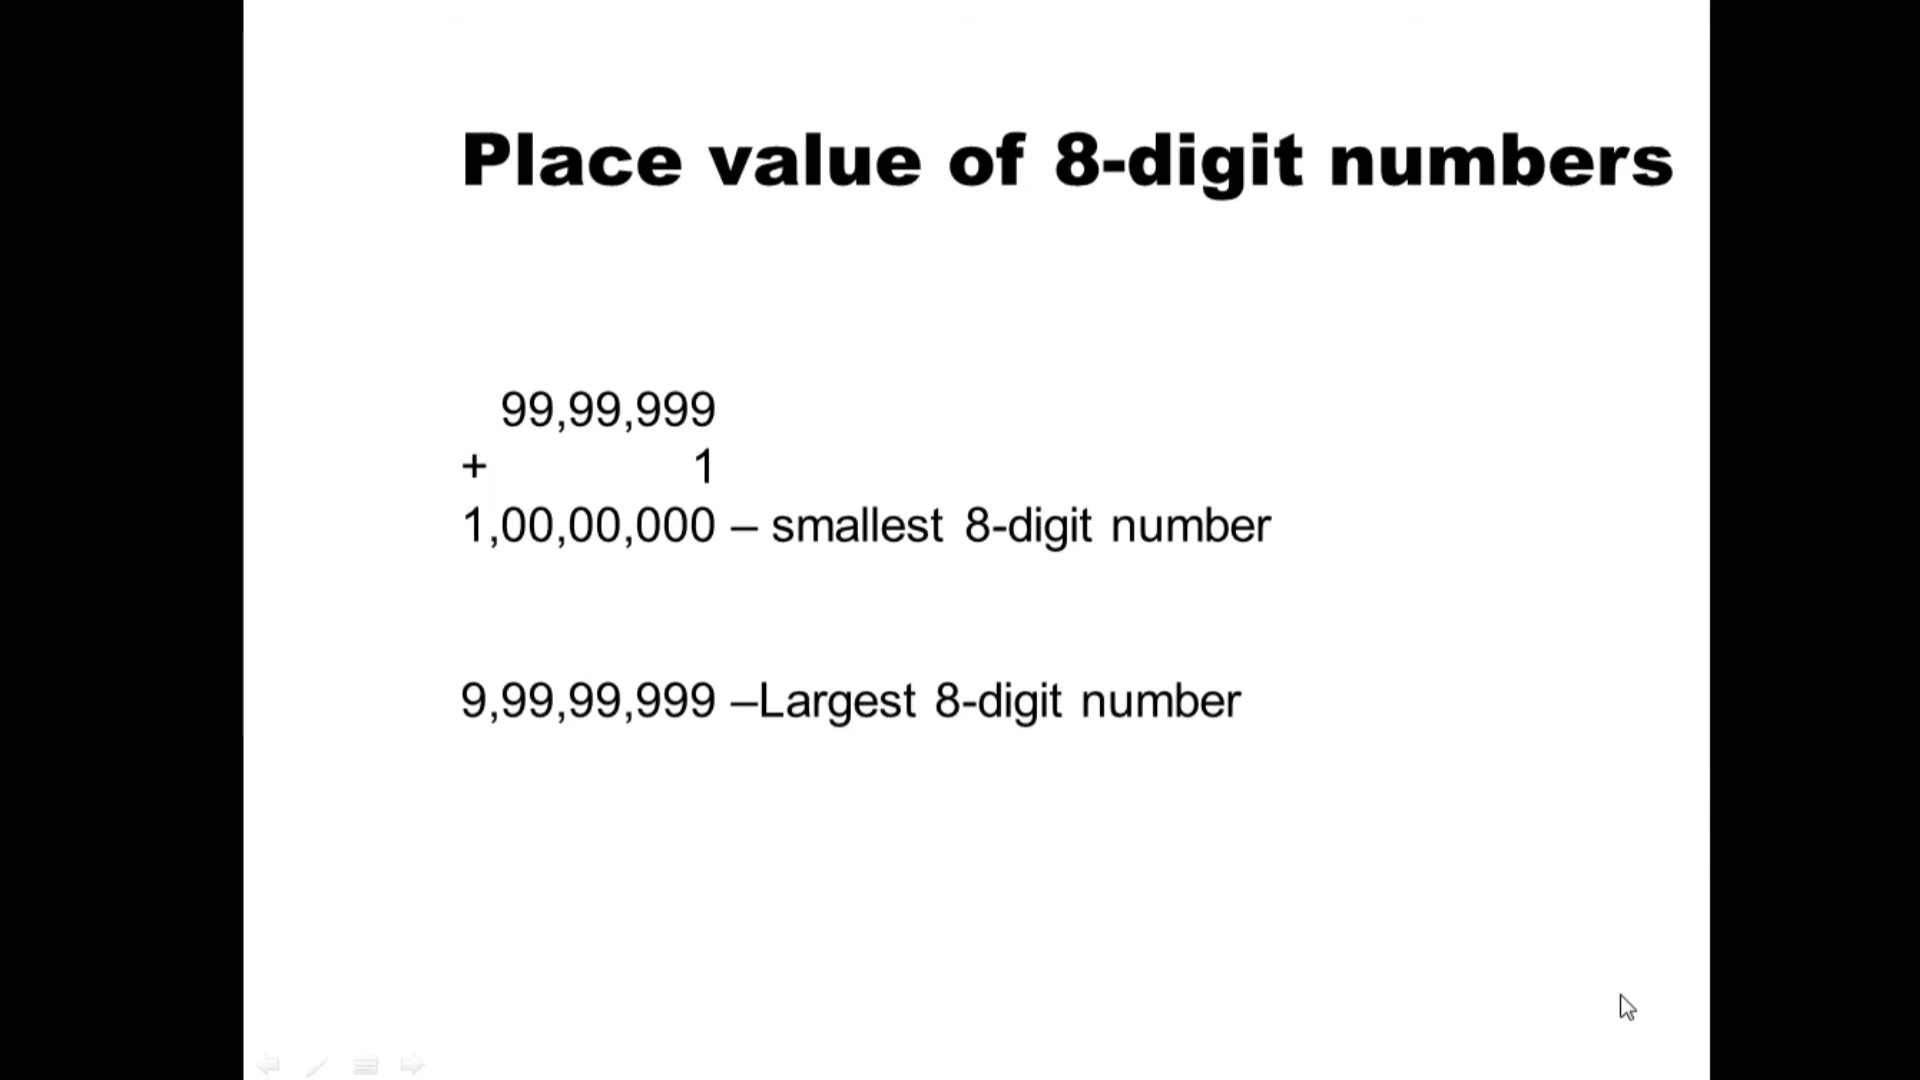 Place value of 8-digit numbers
99,99,999
+ 1
1,00,00,000 – smallest 8-digit number
9,99,99,999 –Largest 8-digit number